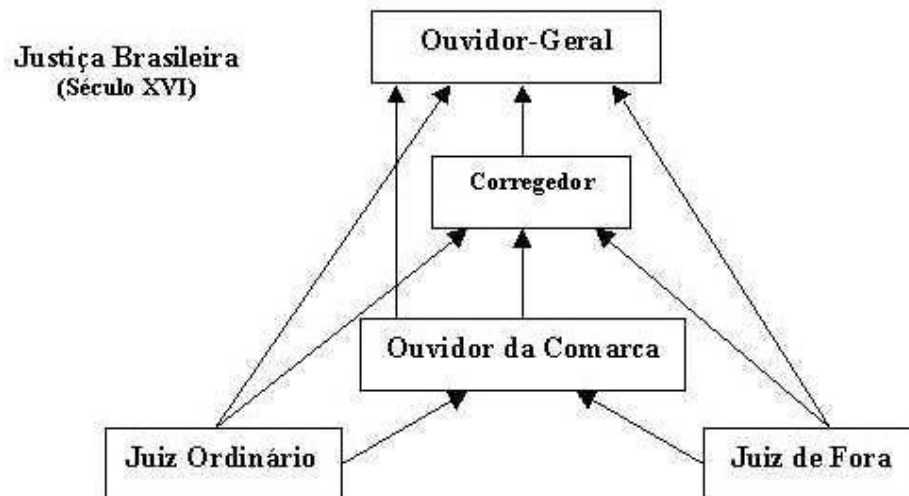 Ouvidor-Geral
Justiça Brasileira
(Século XVI)
Corregedor
Ouvidor da Comarca
Juiz Ordinário
Juiz de Fora